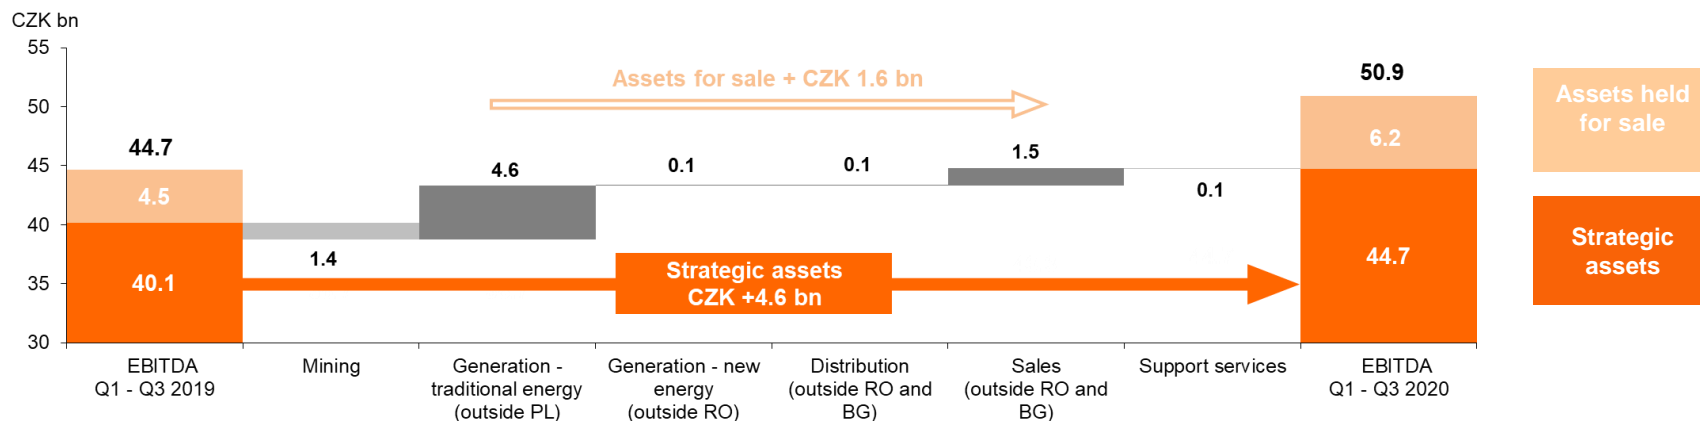 CZK bn
55
50
45
40
35
30
Assets for sale + CZK 1.6 bn
44.7
4.5
40.1
1.4
4.6
0.1
0.1
1.5
0.1
50.9
6.2
44.7
Strategic assets
CZK +4.6 bn
Assets held
for sale
Strategic
assets
EBITDA
Q1 - Q3 2019
Mining
Generation -
traditional energy
(outside PL)
Generation - new
energy
(outside RO)
Distribution
(outside RO and
BG)
Sales
(outside RO and
BG)
Support services
EBITDA
Q1 - Q3 2020